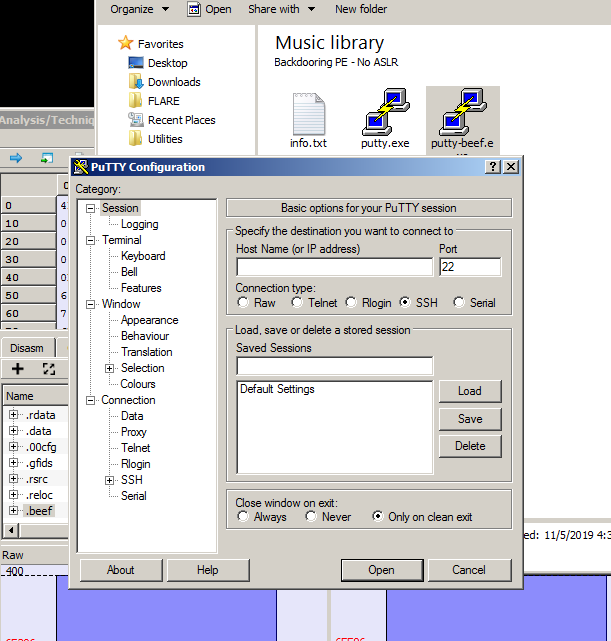 Organize
Open
Share with
New folder
Favorites
Desktop
Downloads
FLARE
Recent Places
Utilities
Music library
Backdooring PE - No ASLR
info.txt
putty.exe
putty-beef.e
Analysis/Techniq
0
10
20
30
40
50
60
Disasm
Name
.rdata
.data
.00cfg
.gfids
.rsrc
.reloc
.beef
Raw
400
PuTTY Configuration
Category:
Session
Logging
Terminal
Keyboard
Bell
Features
Window
Appearance
Behaviour
Translation
Selection
Colours
Connection
Data
Proxy
Telnet
Rlogin
SSH
Serial
Basic options for your PuTTY session
Specify the destination you want to connect to
Host Name (or IP address)
Port
22
Connection type:
Raw
Telnet
Rlogin
SSH
Serial
Load, save or delete a stored session
Saved Sessions
Default Settings
Load
Save
Delete
Close window on exit:
Always
Never
Only on clean exit
About
Help
Open
Cancel
ed: 11/5/2019 4:3